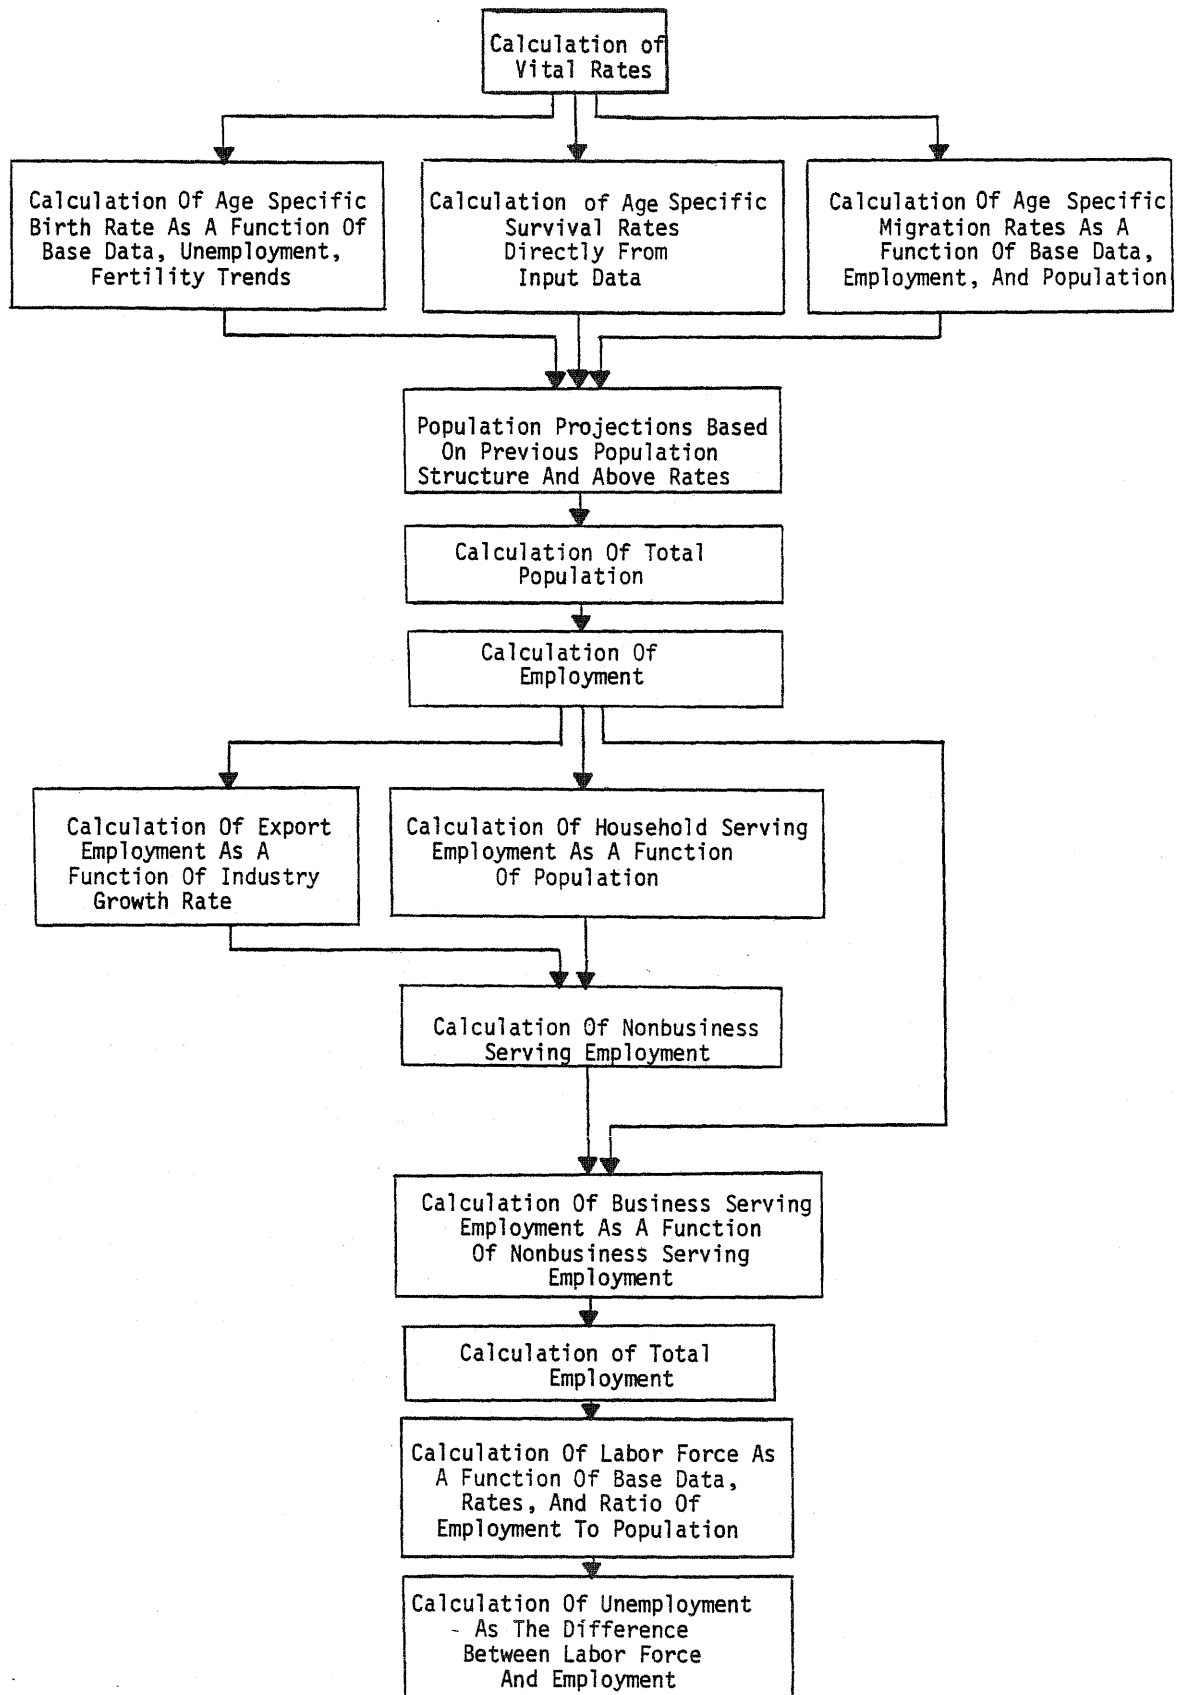 Calculation of
Vital Rates
Calculation Of Age Specific
Birth Rate As A Function Of
Base Data, Unemployment,
Fertility Trends
Calculation of Age Specific
Survival Rates
Directly From
Input Data
Calculation Of Age Specific
Migration Rates As A
Function Of Base Data,
Employment, And Population
Population Projections Based
On Previous Population
Structure And Above Rates
Calculation Of Total
Population
Calculation Of
Employment
Calculation Of Export
Employment As A
Function Of Industry
Growth Rate
Calculation Of Household Serving
Employment As A Function
Of Population
Calculation Of Nonbusiness
Serving Employment
Calculation Of Business Serving
Employment As A Function
Of Nonbusiness Serving
Employment
Calculation of Total
Employment
Calculation Of Labor Force As
A Function Of Base Data,
Rates, And Ratio Of
Employment To Population
Calculation Of Unemployment
As The Difference
Between Labor Force
And Employment